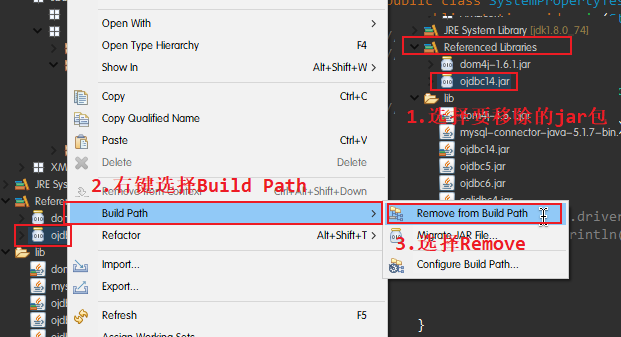 public class SystemPropertyTes
JRE System Library [jdk1.8.0_74]
Referenced Libraries
dom4j-1.6.1.jar
ojdbc14.jar
lib
dom4j-1.6.1.jar
1.选择要移除的jar包
mysql-connector-java-5.1.7-bin.
ojdbc14.jar
ojdbc5.jar
ojdbc6.jar
Open With
Open Type Hierarchy F4
Show In Alt+Shift+W
Copy Ctrl+C
Copy Qualified Name
Paste Ctrl+V
Delete Delete
Remove from Context Ctrl+Alt+Shift+Down
2.右键选择Build Path
Build Path
Refactor Alt+Shift+T
Import...
Export...
Refresh F5
Assign Working Sets
Remove from Build Path
Migrate JAR File...
3.选择Remove
Configure Build Path...
.driver
println(
}
XM
JRE Sys
Refere
dom
ojdb
lib
dom
mys
ojdb
ojdb